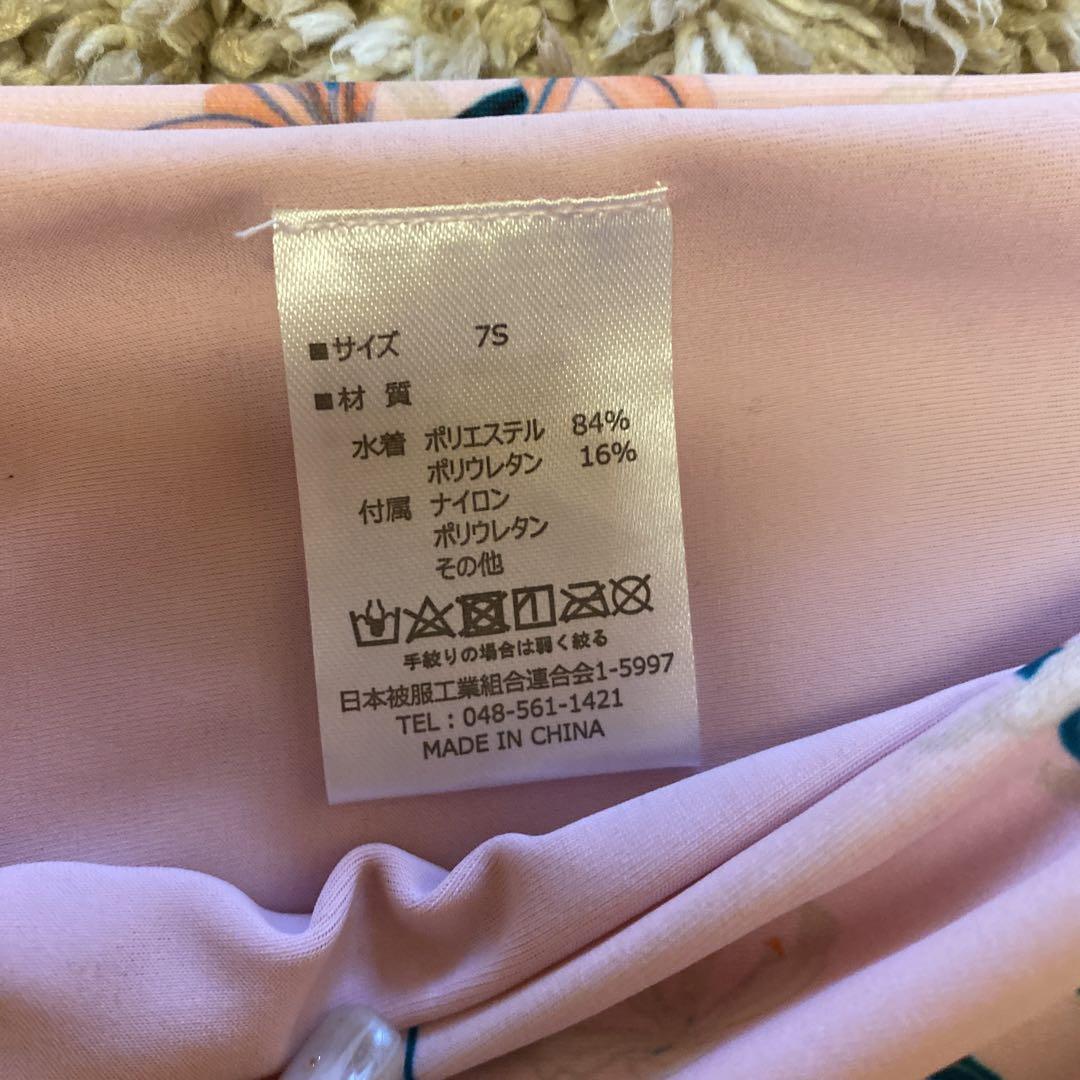 ■サイズ 7S
■材 質
水着 ポリエステル 84%
ポリウレタン 16%
付属 ナイロン
ポリウレタン
その他
手絞りの場合は弱く絞る
日本被服工業組合連合会1-5997
TEL：048-561-1421
MADE IN CHINA